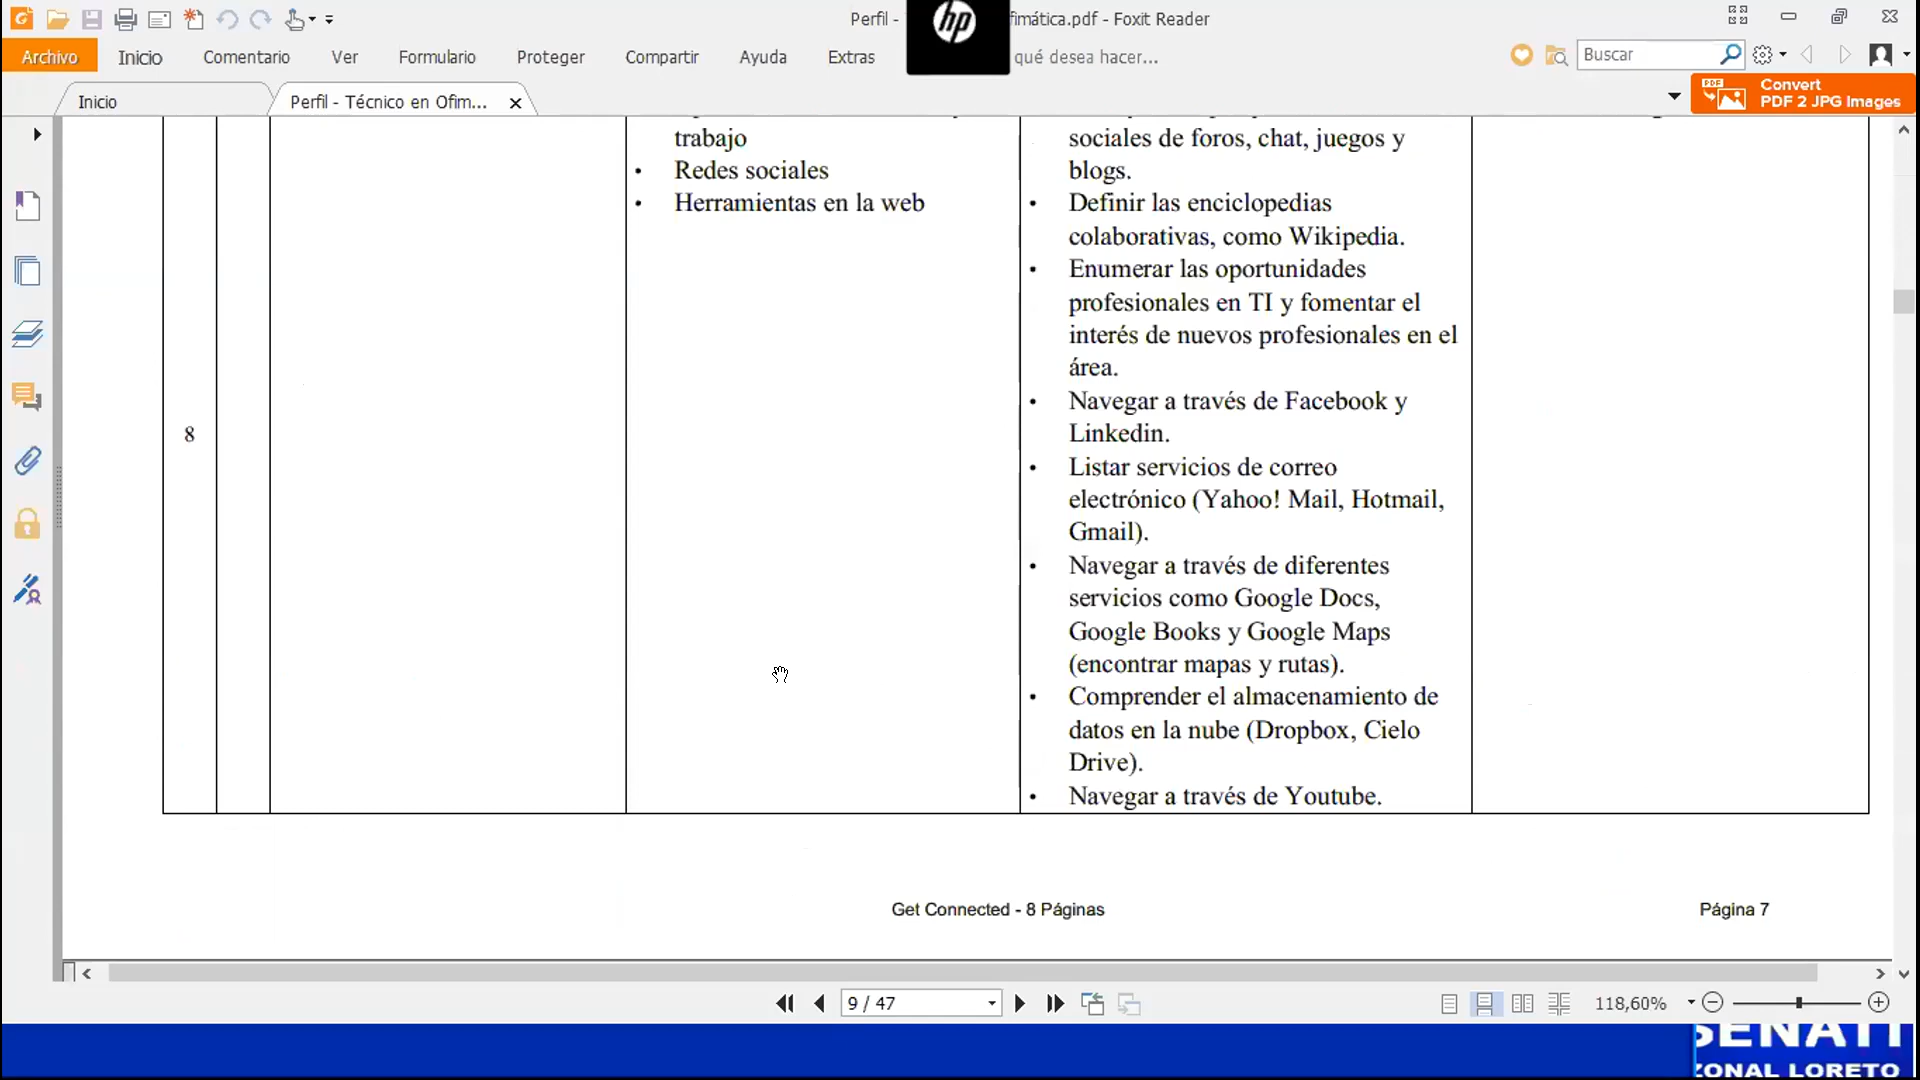 Perfil -
fimática.pdf - Foxit Reader
Archivo
Inicio
Comentario
Ver
Formulario
Proteger
Compartir
Ayuda
Extras
hp
qué desea hacer...
Buscar
Inicio
Perfil - Técnico en Ofim...
PDF
Convert
PDF 2 JPG Images
8
trabajo
• Redes sociales
• Herramientas en la web
sociales de foros, chat, juegos y
blogs.
• Definir las enciclopedias
colaborativas, como Wikipedia.
• Enumerar las oportunidades
profesionales en TI y fomentar el
interés de nuevos profesionales en el
área.
• Navegar a través de Facebook y
Linkedin.
• Listar servicios de correo
electrónico (Yahoo! Mail, Hotmail,
Gmail).
• Navegar a través de diferentes
servicios como Google Docs,
Google Books y Google Maps
(encontrar mapas y rutas).
• Comprender el almacenamiento de
datos en la nube (Dropbox, Cielo
Drive).
• Navegar a través de Youtube.
Get Connected - 8 Páginas
Página 7
9 / 47
118,60%
SENATI
ZONAL LORETO